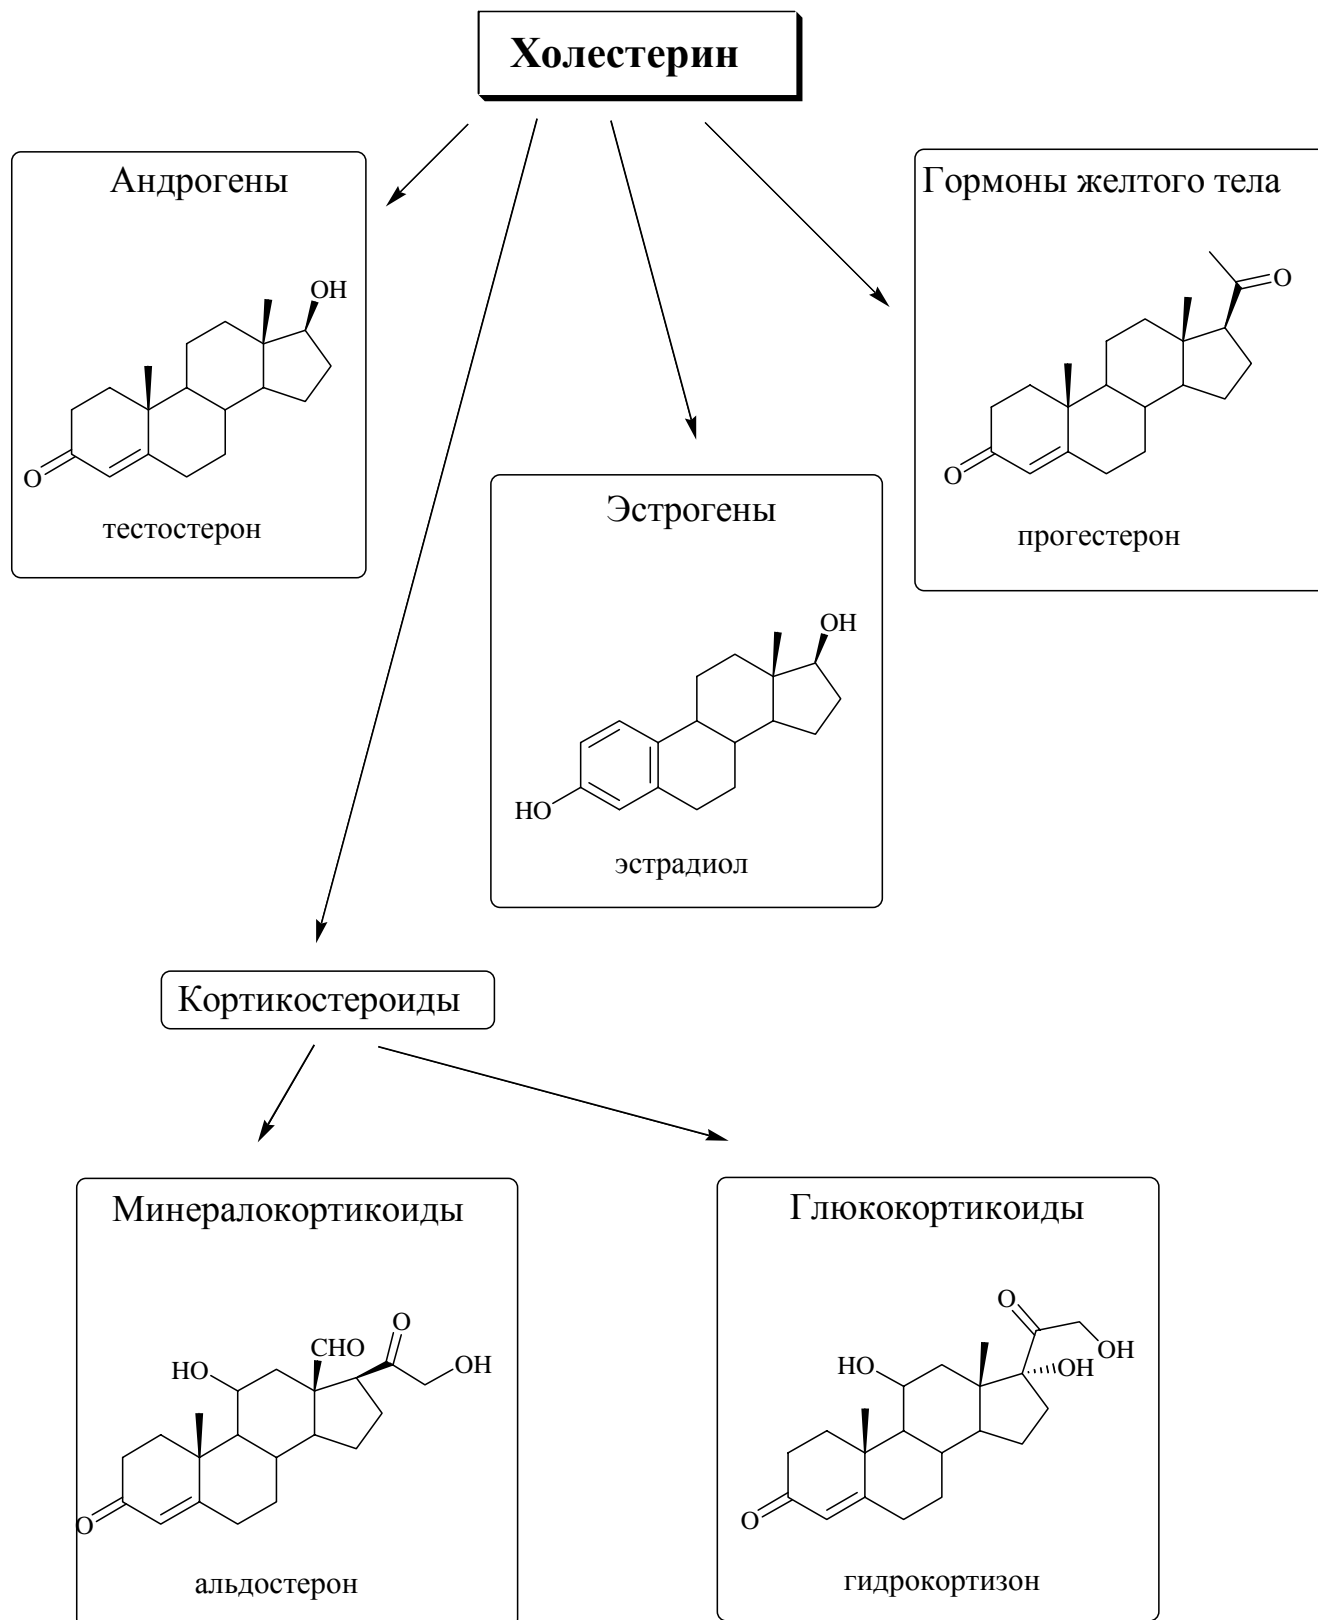 Холестерин
Андрогены
OH
O
тестостерон
Гормоны желтого тела
O
O
прогестерон
Эстрогены
OH
HO
эстрадиол
Кортикостероиды
Минералокортикоиды
O
CHO
HO
OH
O
альдостерон
Глюкокортикоиды
O
OH
HO
OH
O
гидрокортизон